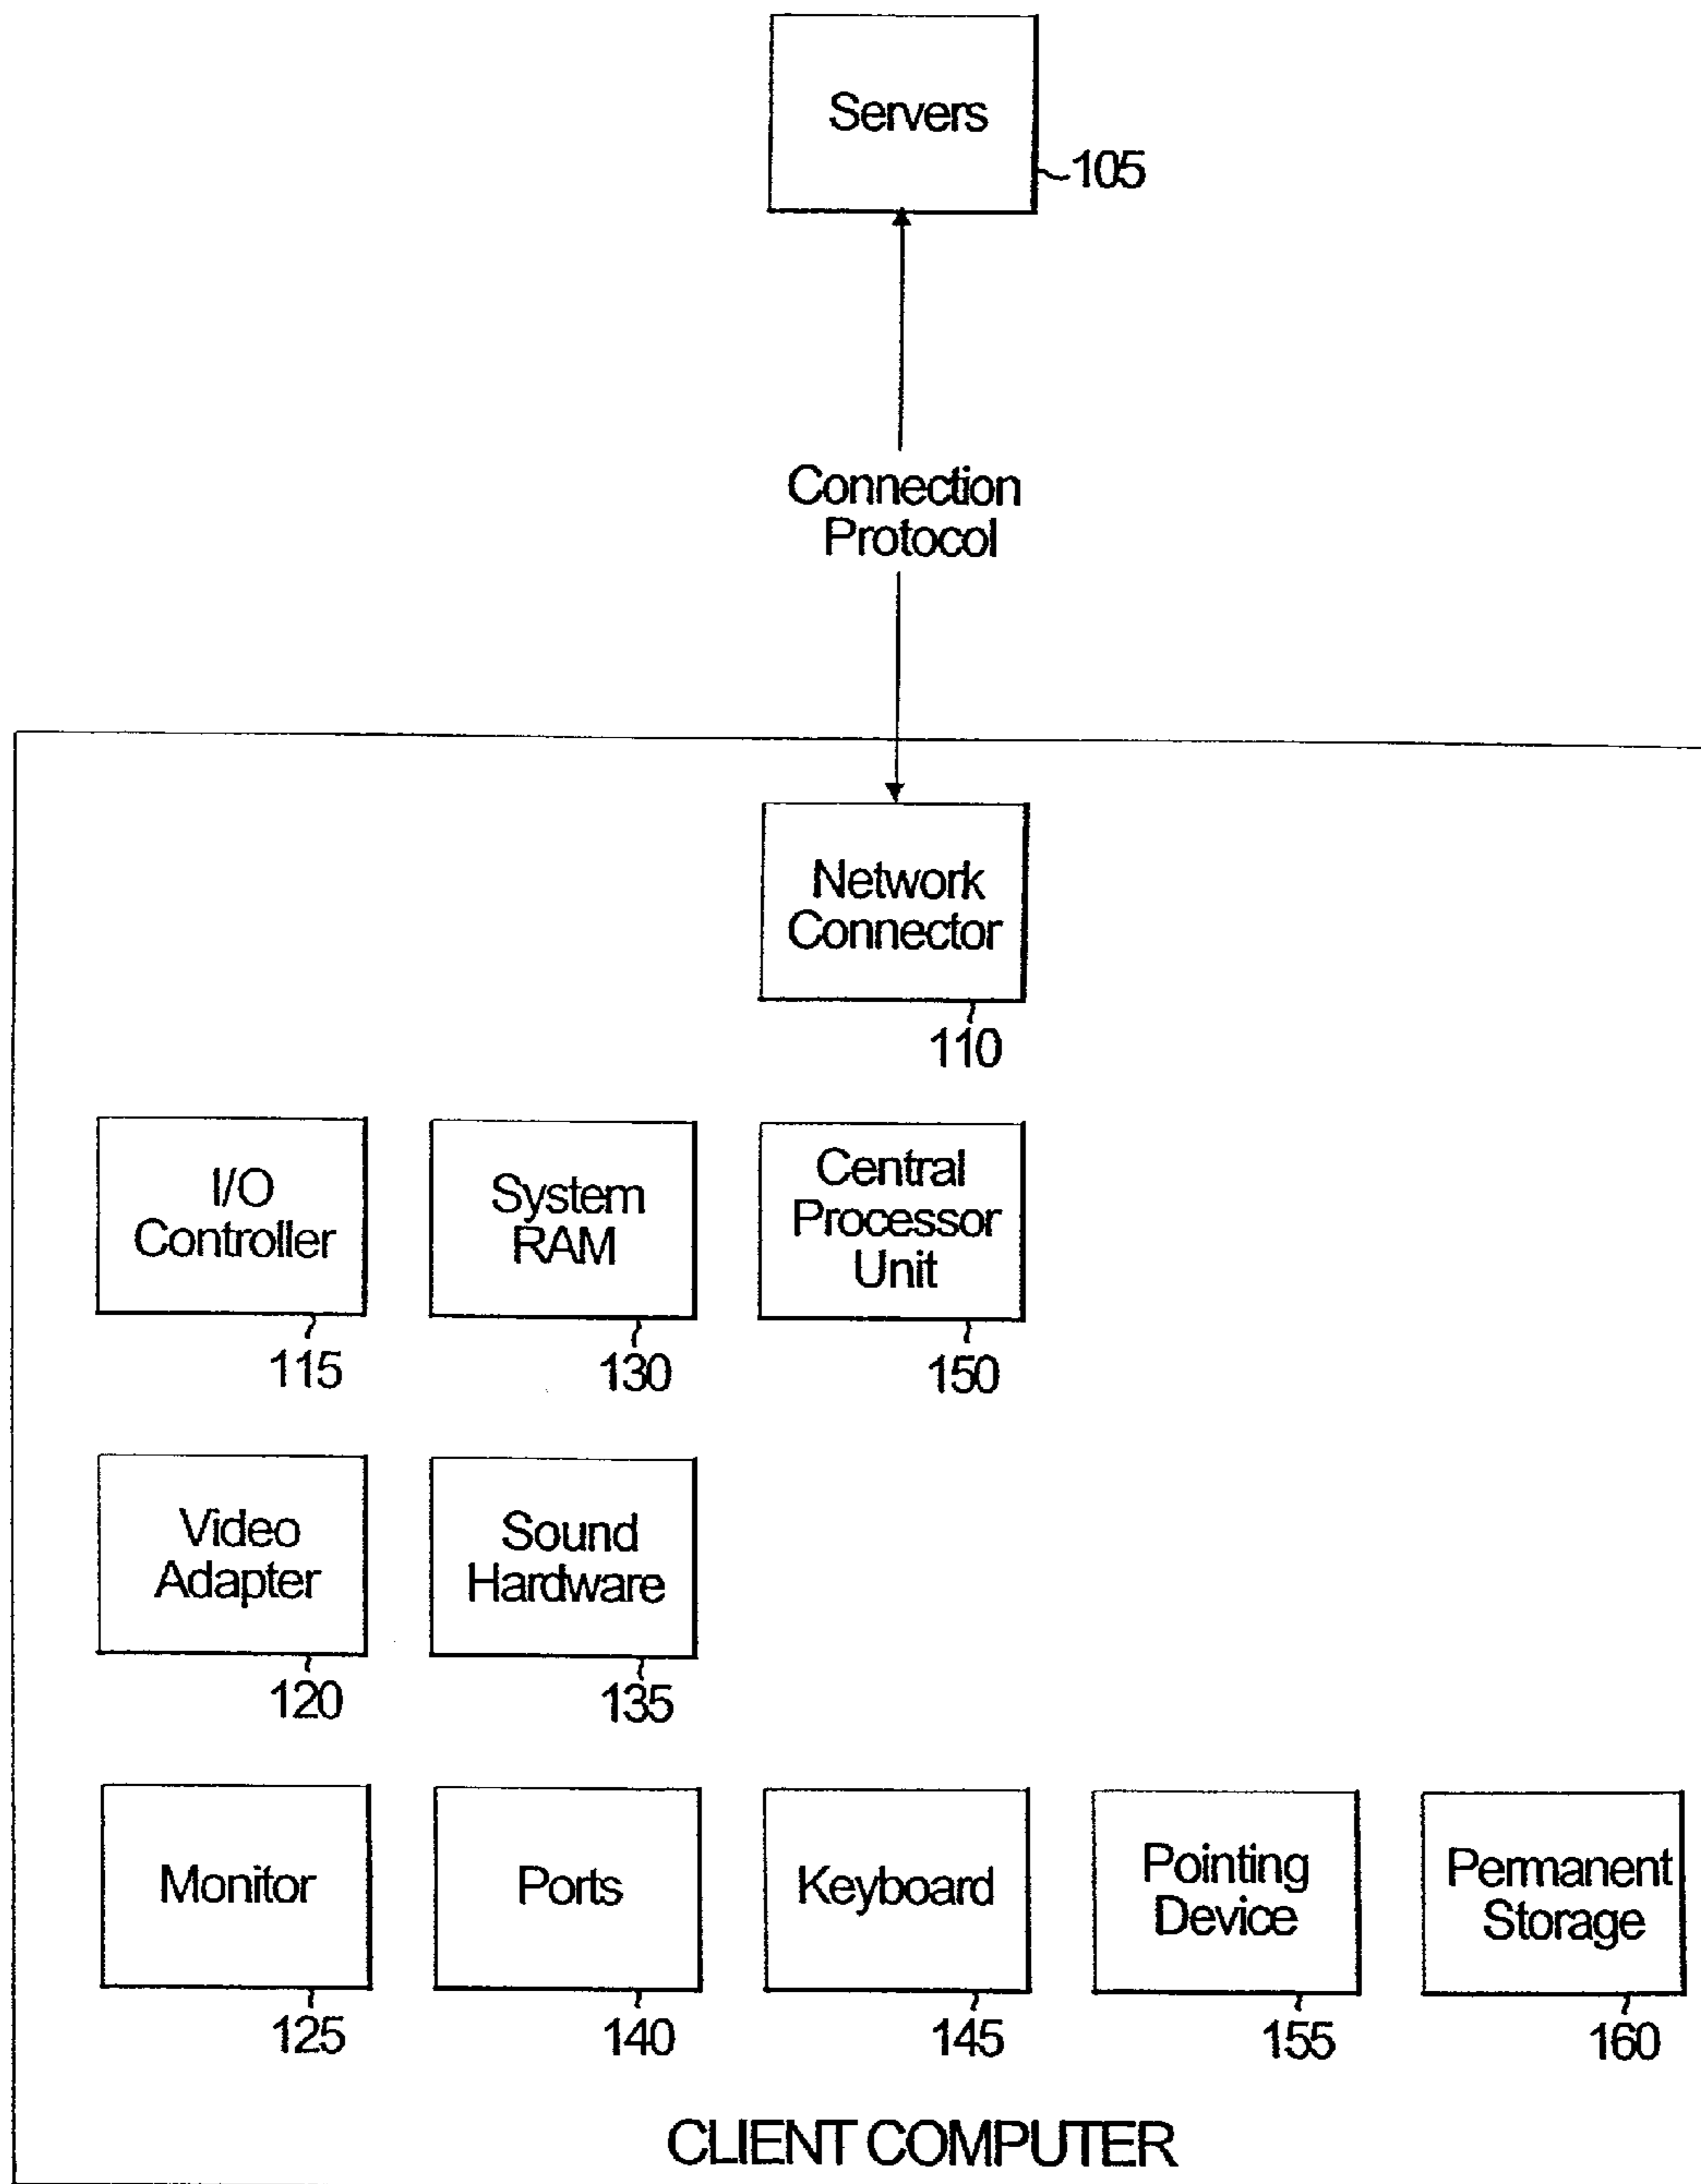 Servers
105
Connection
Protocol
Network
Connector
110
I/O
Controller
115
System
RAM
130
Central
Processor
Unit
150
Video
Adapter
120
Sound
Hardware
135
Monitor
125
Ports
140
Keyboard
145
Pointing
Device
155
Permanent
Storage
160
CLIENT COMPUTER